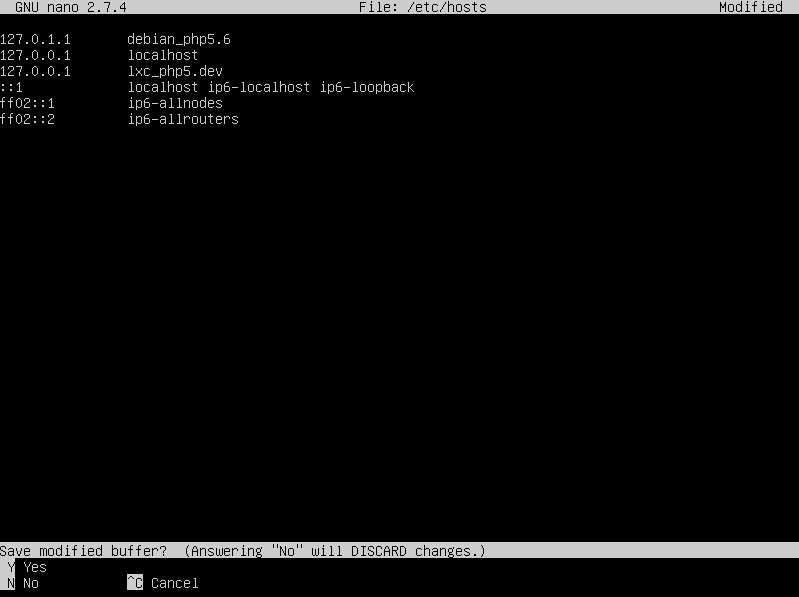 GNU nano 2.7.4 File: /etc/hosts Modified
127.0.1.1 debian_php5.6
127.0.0.1 localhost
127.0.0.1 lxc_php5.dev
::1 localhost ip6-localhost ip6-loopback
ff02::1 ip6-allnodes
ff02::2 ip6-allrouters
Save modified buffer? (Answering "No" will DISCARD changes.)
Y Yes
N No ^C Cancel